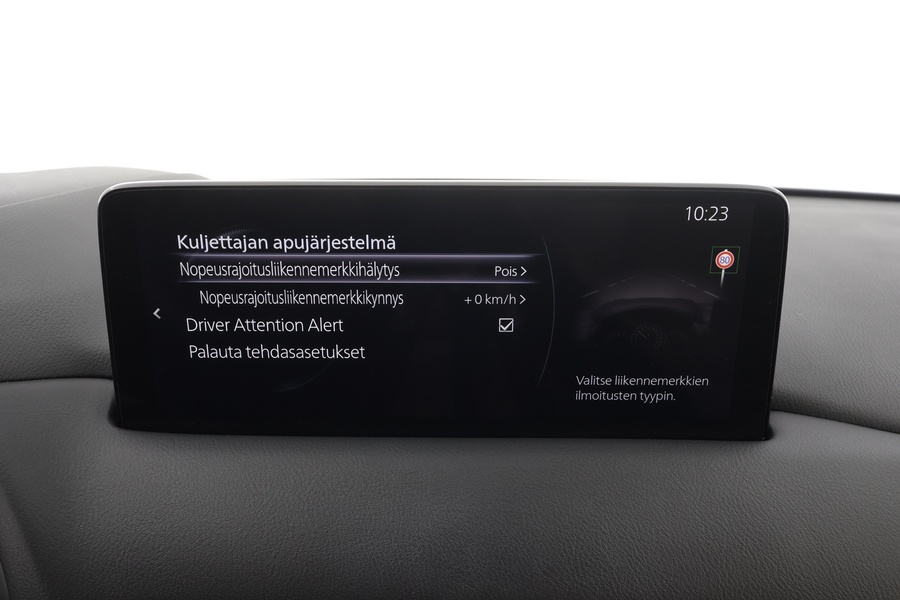 10:23
Kuljettajan apujärjestelmä
Nopeusrajoitusliikennemerkkihälytys Pois >
Nopeusrajoitusliikennemerkkikynnys + 0 km/h >
Driver Attention Alert
Palauta tehdasasetukset
80
Valitse liikennemerkkien
ilmoitusten tyypin.